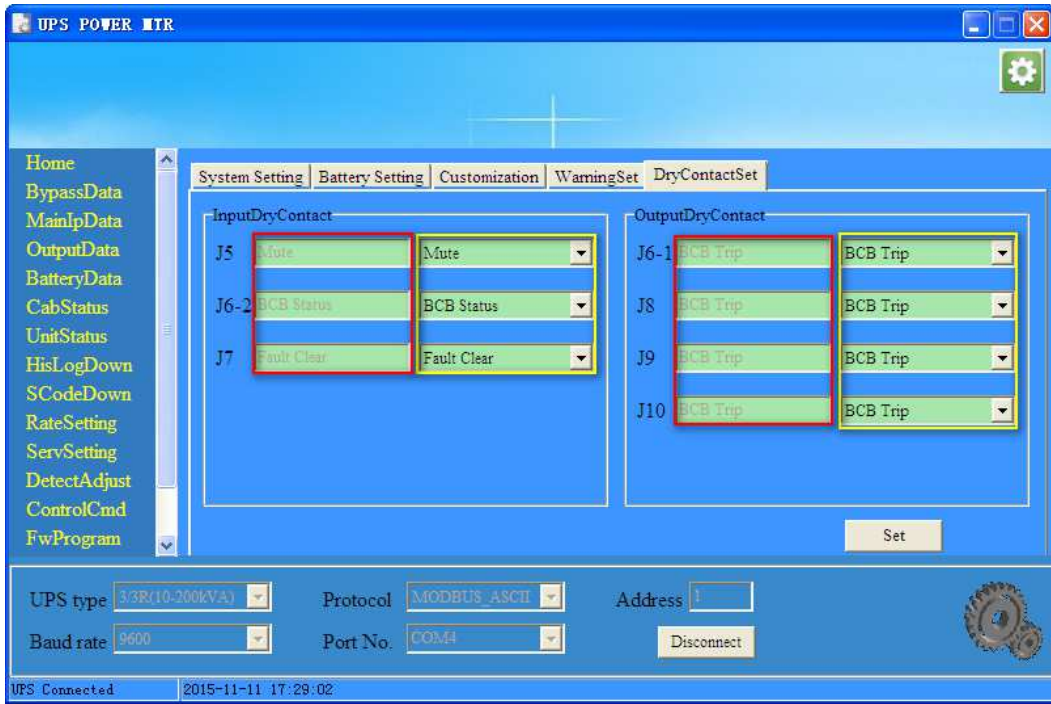 UPS POWER MTR
Home
BypassData
MainIpData
OutputData
BatteryData
CabStatus
UnitStatus
HisLogDown
SCodeDown
RateSetting
ServSetting
DetectAdjust
ControlCmd
FwProgram
System Setting Battery Setting Customization WarningSet DryContactSet
InputDryContact
J5 Mute Mute
J6-2 BCB Status BCB Status
J7 Fault Clear Fault Clear
OutputDryContact
J6-1 BCB Trip BCB Trip
J8 BCB Trip BCB Trip
J9 BCB Trip BCB Trip
J10 BCB Trip BCB Trip
Set
UPS type 3/3R(10-200kVA) Protocol MODBUS_ASCII Address 1
Baud rate 9600 Port No. COM4 Disconnect
UPS Connected 2015-11-11 17:29:02